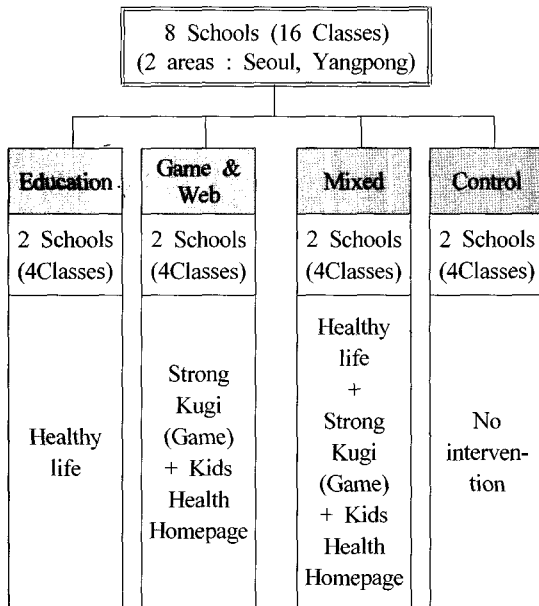 8 Schools (16 Classes)
(2 areas : Seoul, Yangpong)
Education
2 Schools
(4Classes)
Healthy
life
Game &
Web
2 Schools
(4Classes)
Strong
Kugi
(Game)
+ Kids
Health
Homepage
Mixed
2 Schools
(4Classes)
Healthy
life
+
Strong
Kugi
(Game)
+ Kids
Health
Homepage
Control
2 Schools
(4Classes)
No
interven-
tion